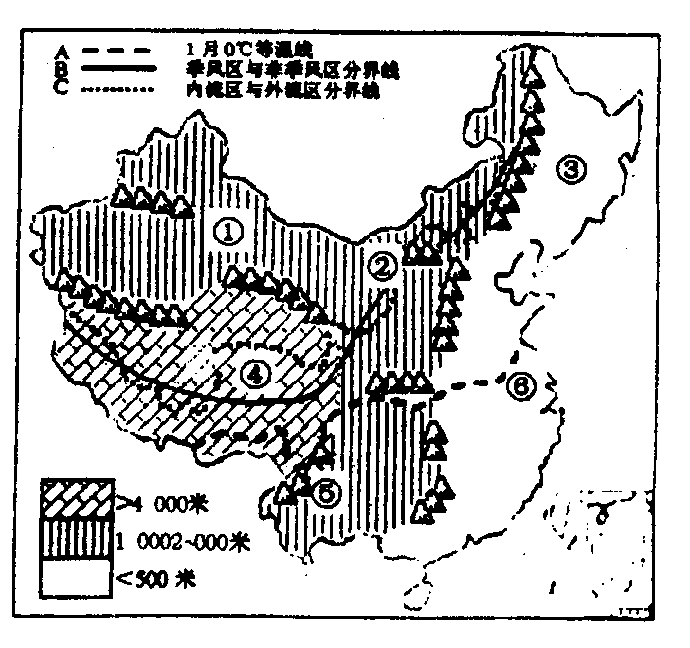 A 1月0℃等温线
B 季风区与非季风区分界线
C 内流区与外流区分界线
③
①
②
④
⑥
⑤
>4 000米
1 0002~000米
<500米